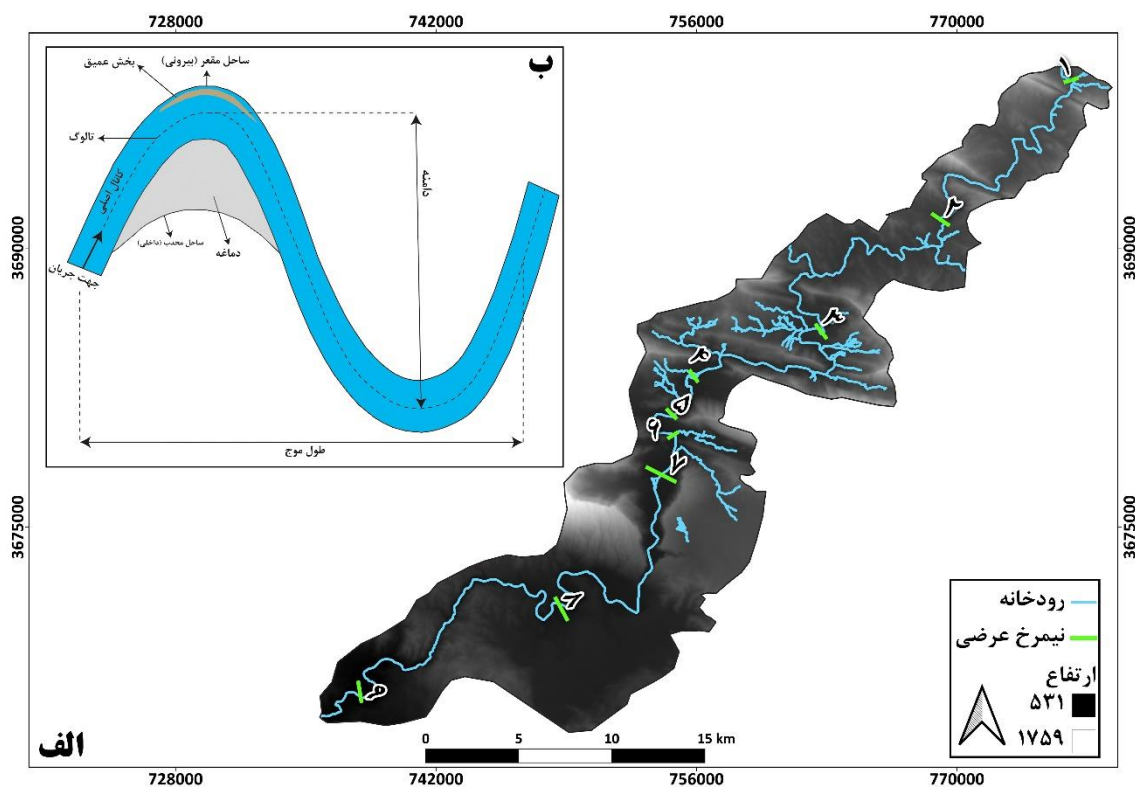 728000 742000 756000 770000
3690000
3675000
3690000
3675000
ب
ساحل مقعر (بیرونی)
بخش عمیق
تالوگ
کانال اصلی
دامنه
ساحل محدب (داخلی)
دماغه
جهت جریان
طول موج
۱
۲
۳
۴
۵
۶
۷
۸
۹
رودخانه
نیمرخ عرضی
ارتفاع
۵۳۱
۱۷۵۹
الف
0 5 10 15 km
728000 742000 756000 770000